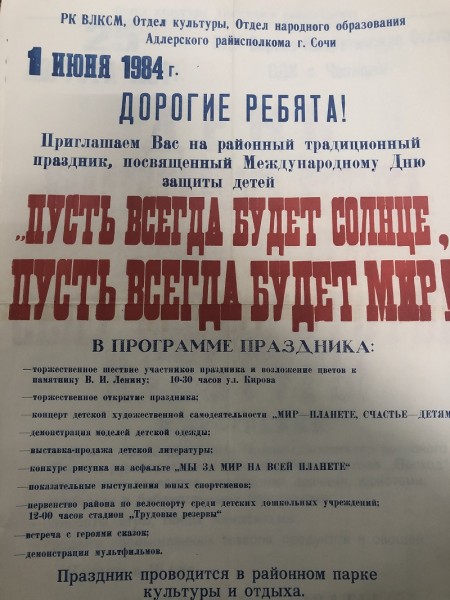 РК ВЛКСМ, Отдел культуры, Отдел народного образования
Адлерского райисполкома г. Сочи
1 ИЮНЯ 1984 г.
ДОРОГИЕ РЕБЯТА!
Приглашаем Вас на районный традиционный
праздник, посвященный Международному Дню
защиты детей
„ПУСТЬ ВСЕГДА БУДЕТ СОЛНЦЕ,
ПУСТЬ ВСЕГДА БУДЕТ МИР!
В ПРОГРАММЕ ПРАЗДНИКА:
—торжественное шествие участников праздника и возложение цветов к
памятнику В. И. Ленину: 10-30 часов ул. Кирова
—торжественное открытие праздника;
—концерт детской художественной самодеятельности „МИР—ПЛАНЕТЕ, СЧАСТЬЕ—ДЕТЯМ
—демонстрация моделей детской одежды;
—выставка-продажа детской литературы;
—конкурс рисунка на асфальте „МЫ ЗА МИР НА ВСЕЙ ПЛАНЕТЕ“
—показательные выступления юных спортсменов;
—первенство района по велоспорту среди детских дошкольных учреждений;
12-00 часов стадион „Трудовые резервы“
—встреча с героями сказок;
—демонстрация мультфильмов.
Праздник проводится в районном парке
культуры и отдыха.